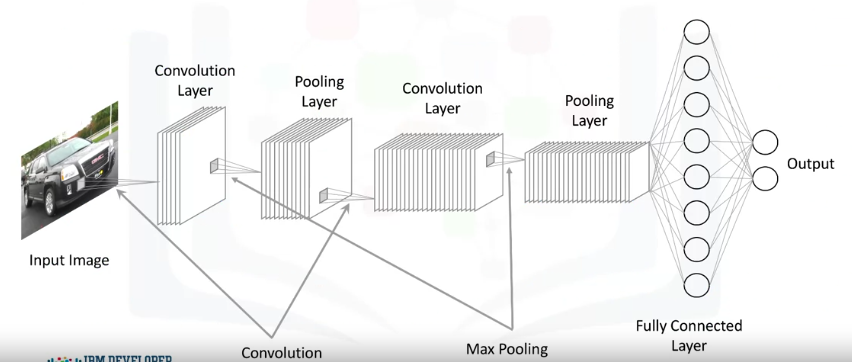 Convolution
Layer
Pooling
Layer
Convolution
Layer
Pooling
Layer
GMC
Input Image
Output
Fully Connected
Layer
Convolution
Max Pooling
IBM DEVELOPER